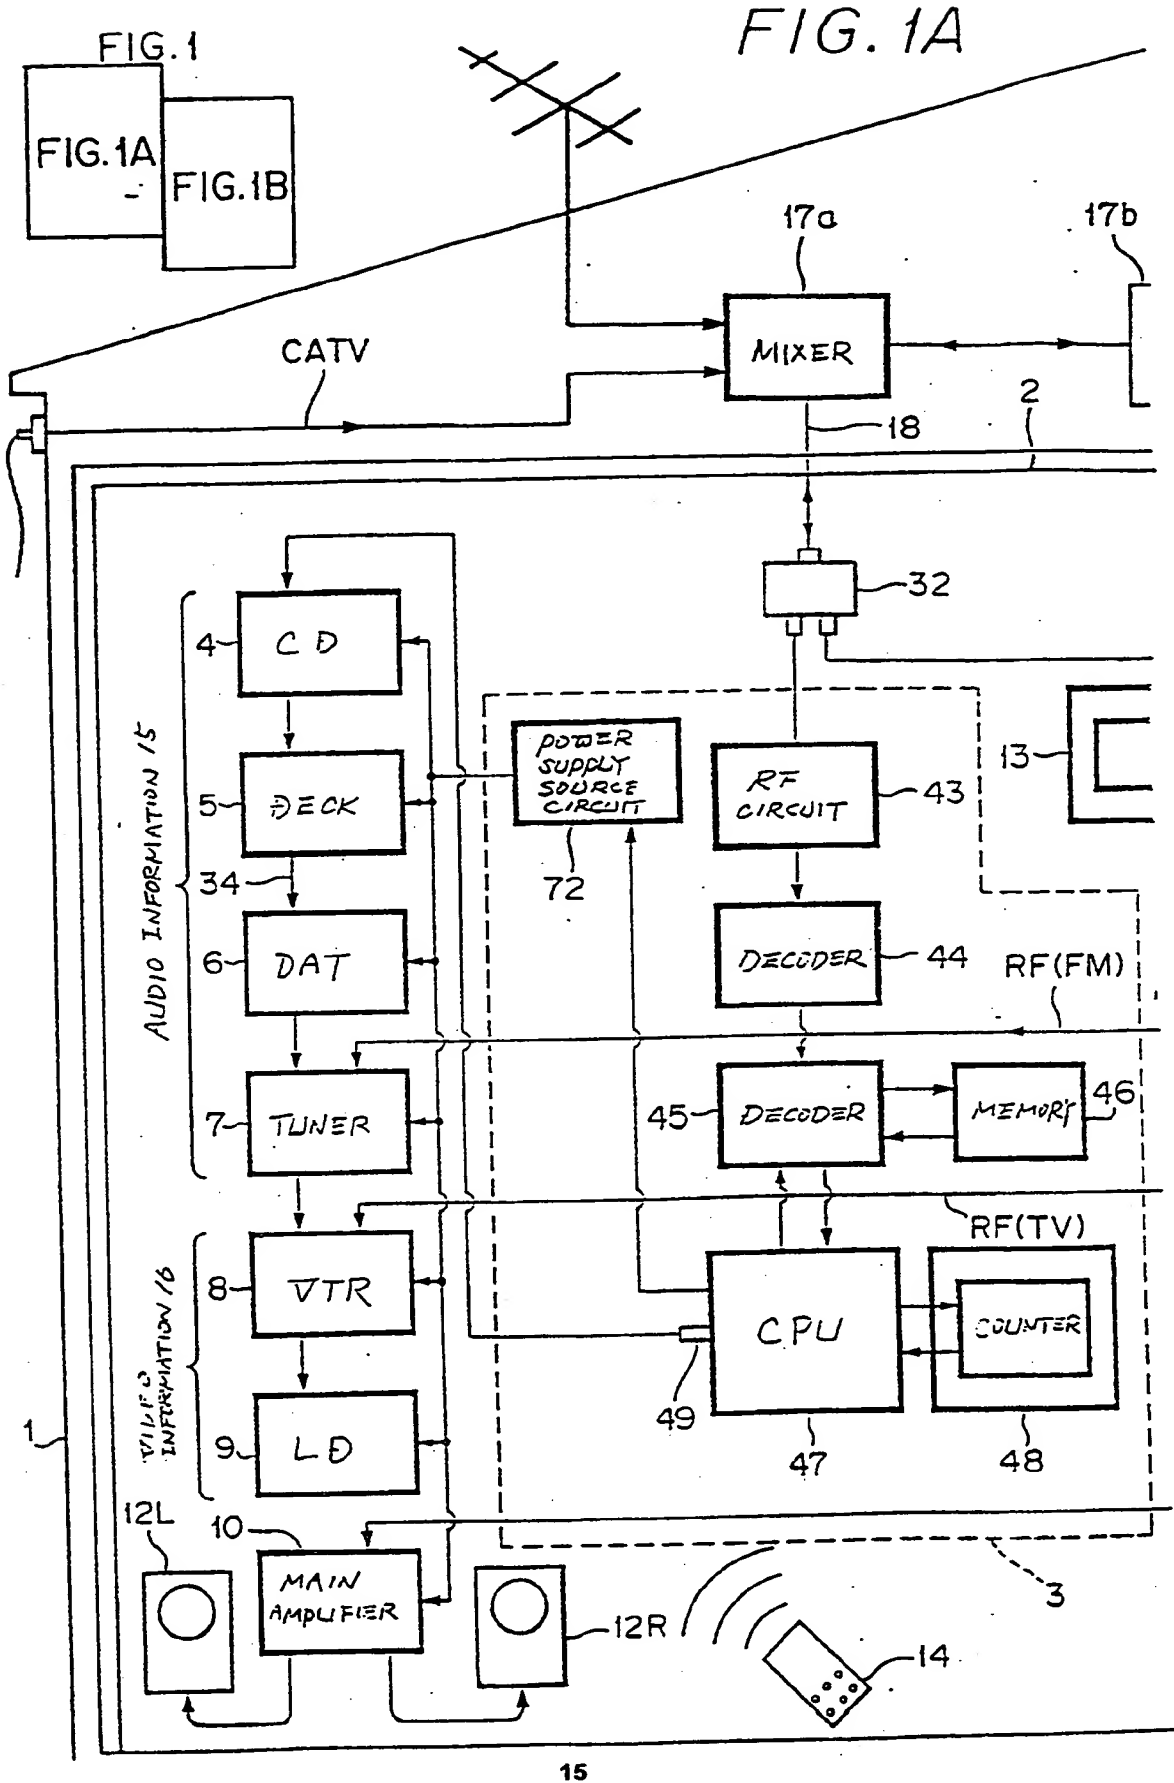 FIG. 1A
FIG. 1
FIG. 1A
FIG. 1B
17a
17b
MIXER
CATV
2
18
32
4
CD
AUDIO INFORMATION 15
POWER
SUPPLY
SOURCE
CIRCUIT
RF
CIRCUIT
43
13
5
DECK
72
34
6
DAT
DECODER
44
RF(FM)
45
DECODER
MEMORY
46
7
TUNER
RF(TV)
8
VTR
CPU
COUNTER
VIDEO
INFORMATION 16
49
1
9
LD
47
48
12L
10
MAIN
AMPLIFIER
12R
3
14
15